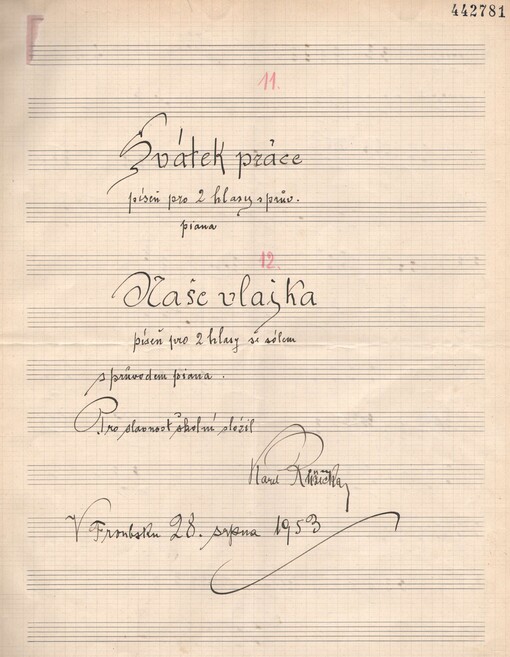 442781
11.
Svátek práce
píseň pro 2 hlasy s prův.
piana
12.
Naše vlajka
píseň pro 2 hlasy se sólem
s průvodem piana.
Pro slavnost školní složil
Karel Růžička
V Troubsku 28. srpna 1953